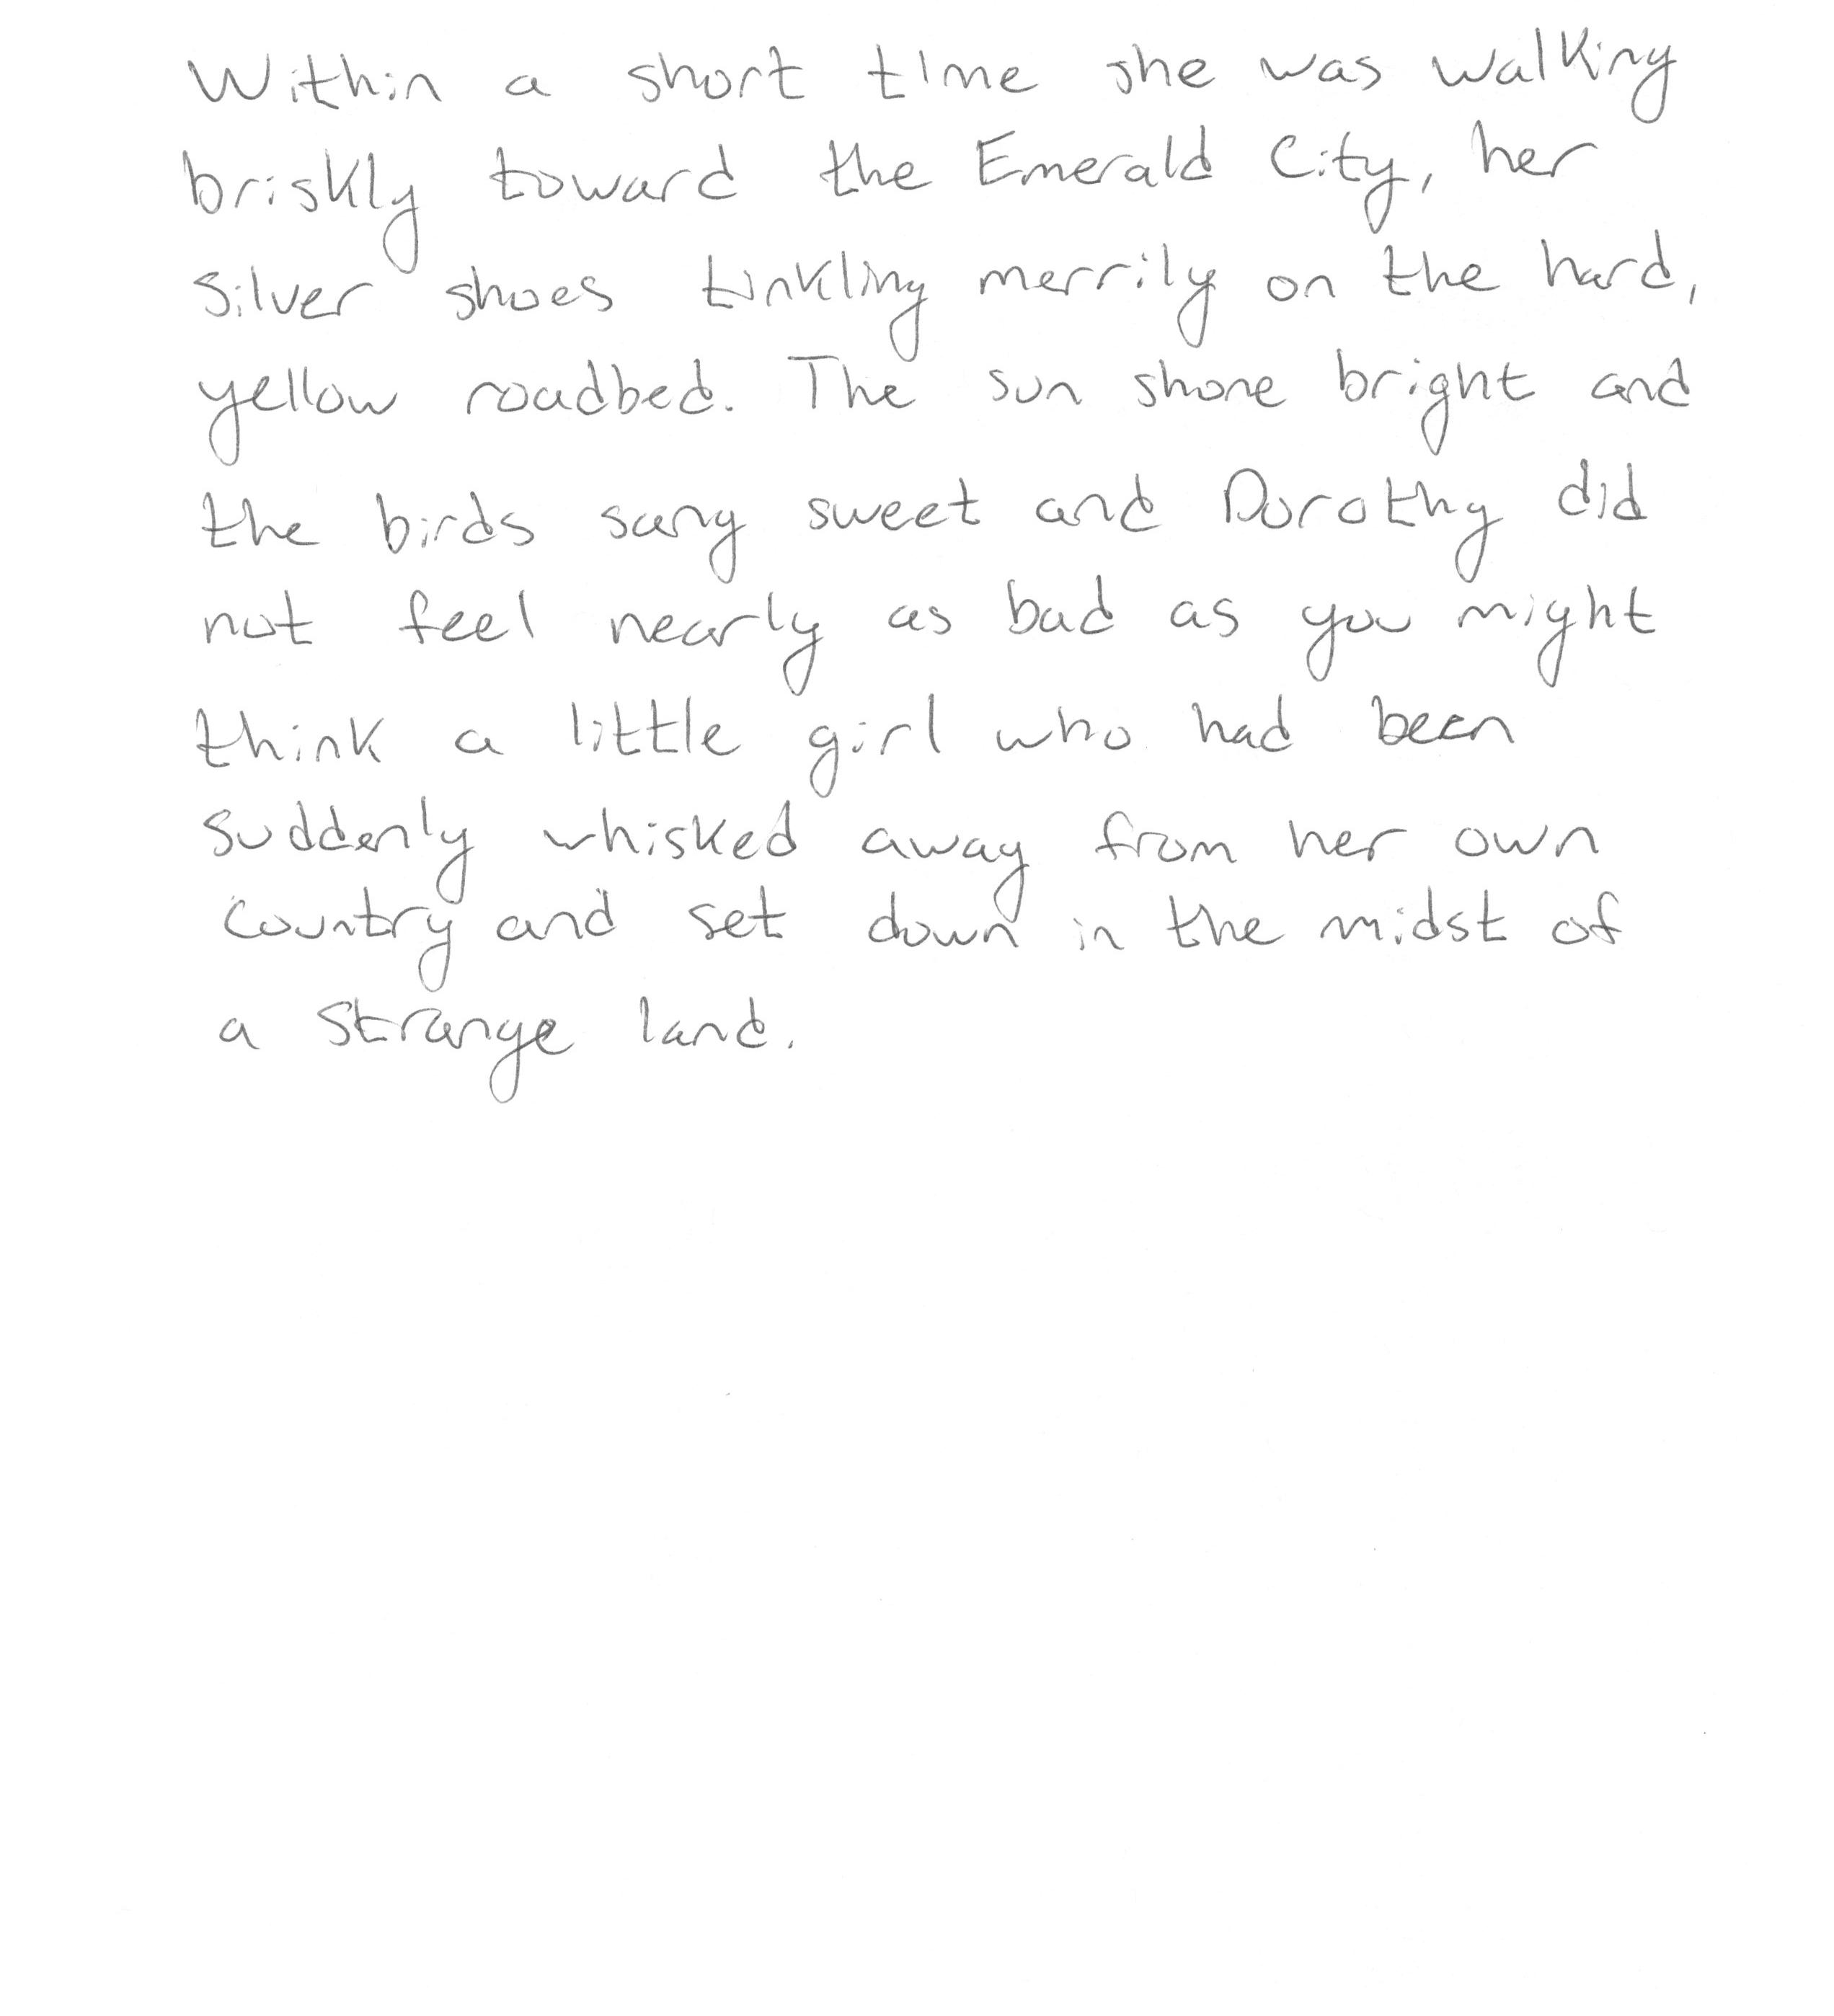 Within a short time she was walking
briskly toward the Emerald City, her
silver shoes tinkling merrily on the hard,
yellow roadbed. The sun shone bright and
the birds sang sweet and Dorothy did
not feel nearly as bad as you might
think a little girl who had been
suddenly whisked away from her own
country and set down in the midst of
a strange land.